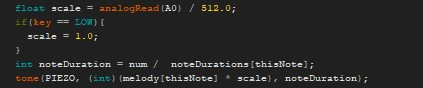 float scale = analogRead(A0) / 512.0;
if(key == LOW){
scale = 1.0;
}
int noteDuration = num / noteDurations[thisNote];
tone(PIEZO, (int)(melody[thisNote] * scale), noteDuration);